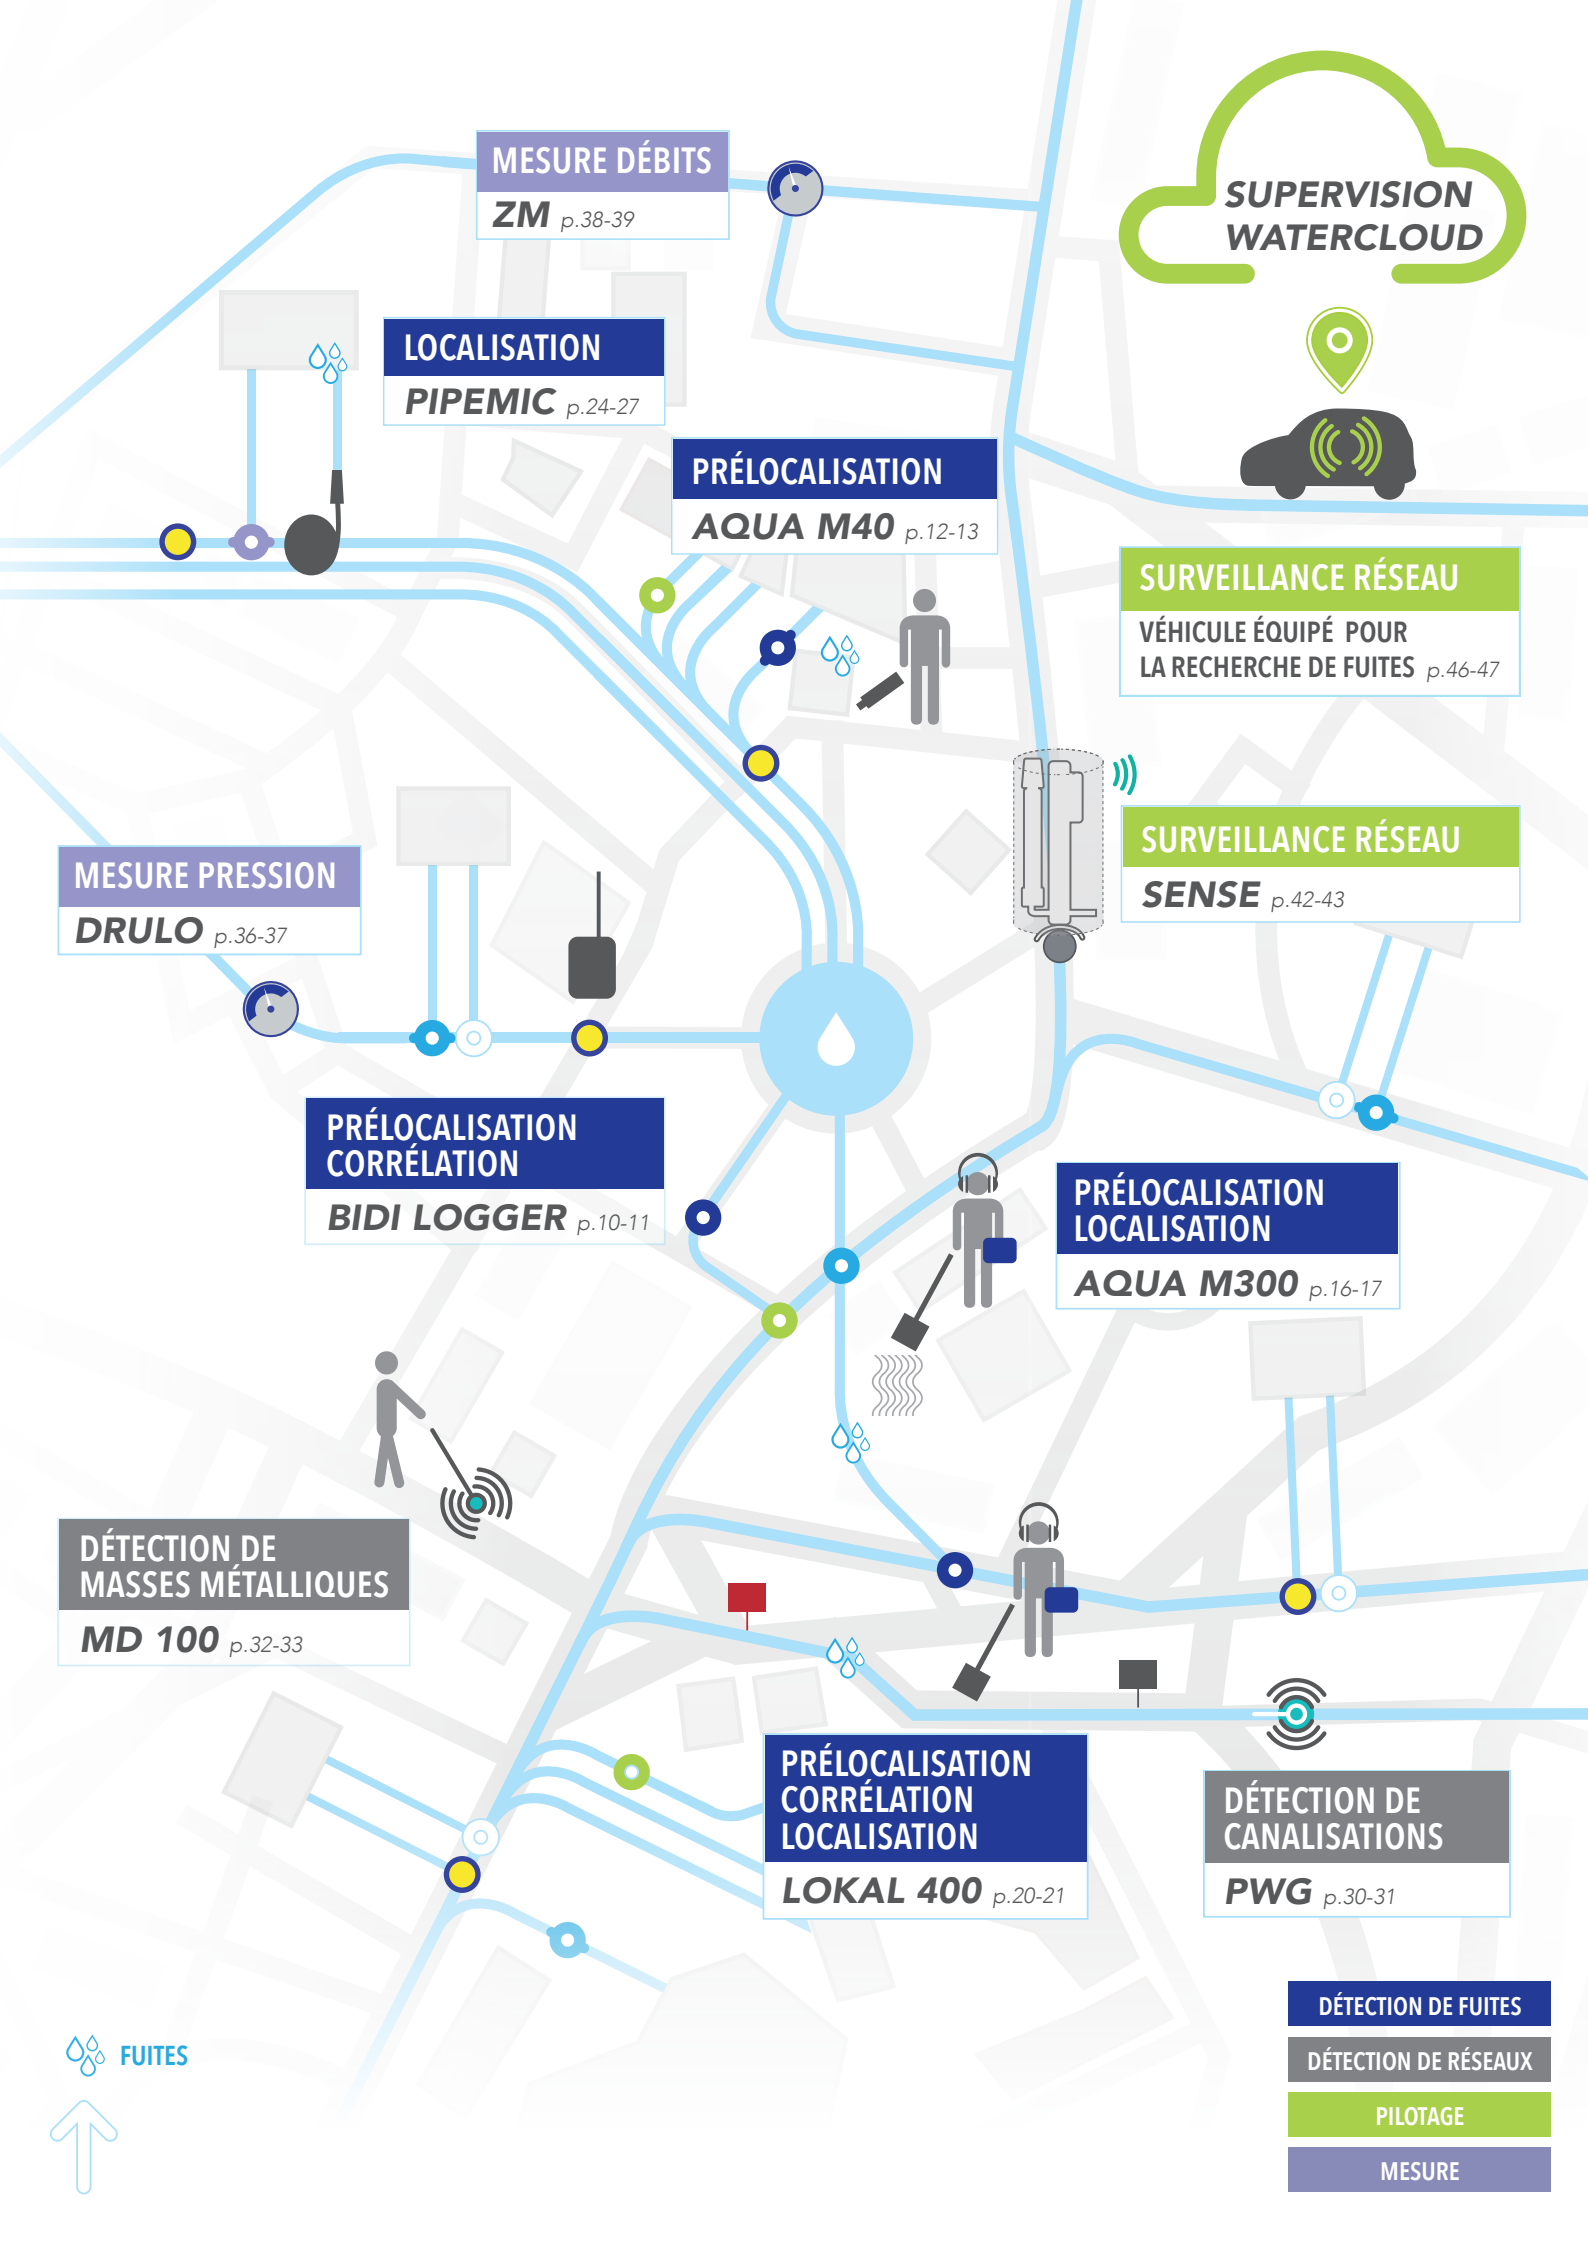 SUPERVISION
WATERCLOUD
MESURE DÉBITS
ZM p.38-39
LOCALISATION
PIPEMIC p.24-27
PRÉLOCALISATION
AQUA M40 p.12-13
SURVEILLANCE RÉSEAU
VÉHICULE ÉQUIPÉ POUR
LA RECHERCHE DE FUITES p.46-47
SURVEILLANCE RÉSEAU
SENSE p.42-43
MESURE PRESSION
DRULO p.36-37
PRÉLOCALISATION
CORRÉLATION
BIDI LOGGER p.10-11
PRÉLOCALISATION
LOCALISATION
AQUA M300 p.16-17
DÉTECTION DE
MASSES MÉTALLIQUES
MD 100 p.32-33
PRÉLOCALISATION
CORRÉLATION
LOCALISATION
LOKAL 400 p.20-21
DÉTECTION DE
CANALISATIONS
PWG p.30-31
FUITES
DÉTECTION DE FUITES
DÉTECTION DE RÉSEAUX
PILOTAGE
MESURE